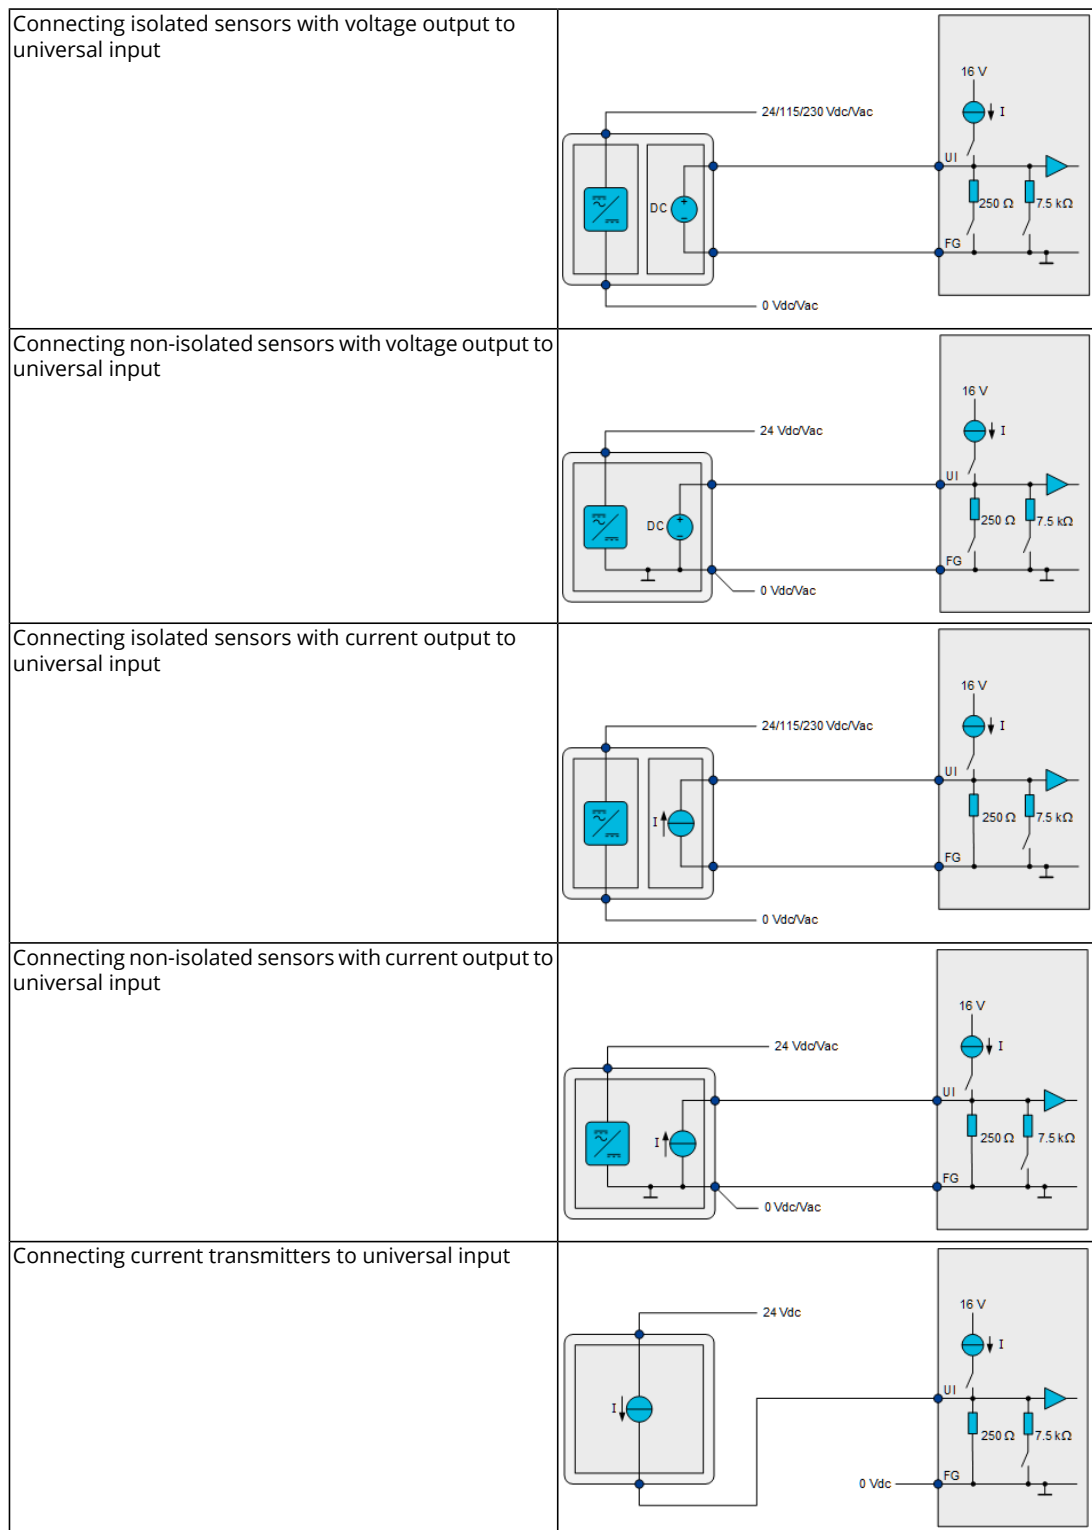 Connecting isolated sensors with voltage output to
universal input
16 V
24/115/230 Vdc/Vac
I
UI
DC
250 Ω
7.5 kΩ
FG
0 Vdc/Vac
Connecting non-isolated sensors with voltage output to
universal input
16 V
24 Vdc/Vac
I
UI
DC
250 Ω
7.5 kΩ
FG
0 Vdc/Vac
Connecting isolated sensors with current output to
universal input
16 V
24/115/230 Vdc/Vac
I
UI
I
250 Ω
7.5 kΩ
FG
0 Vdc/Vac
Connecting non-isolated sensors with current output to
universal input
16 V
24 Vdc/Vac
I
UI
I
250 Ω
7.5 kΩ
FG
0 Vdc/Vac
Connecting current transmitters to universal input
16 V
24 Vdc
I
UI
I
250 Ω
7.5 kΩ
FG
0 Vdc